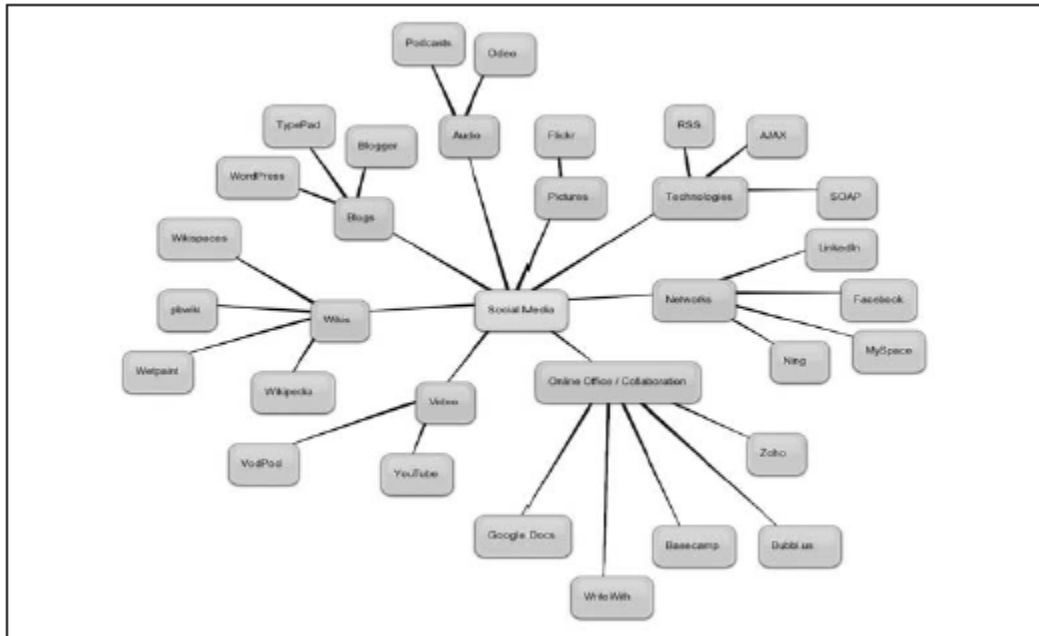 Podcasts
Odeo
TypePad
Blogger
WordPress
Audio
Flickr
RSS
AJAX
Blogs
Pictures
Technologies
SOAP
Wikispaces
LinkedIn
pbwiki
Wikis
Social Media
Networks
Facebook
Wetpaint
Ning
MySpace
Wikipedia
Online Office / Collaboration
Video
VodPod
YouTube
Zoho
Google Docs
Basecamp
Bubbl.us
WriteWith